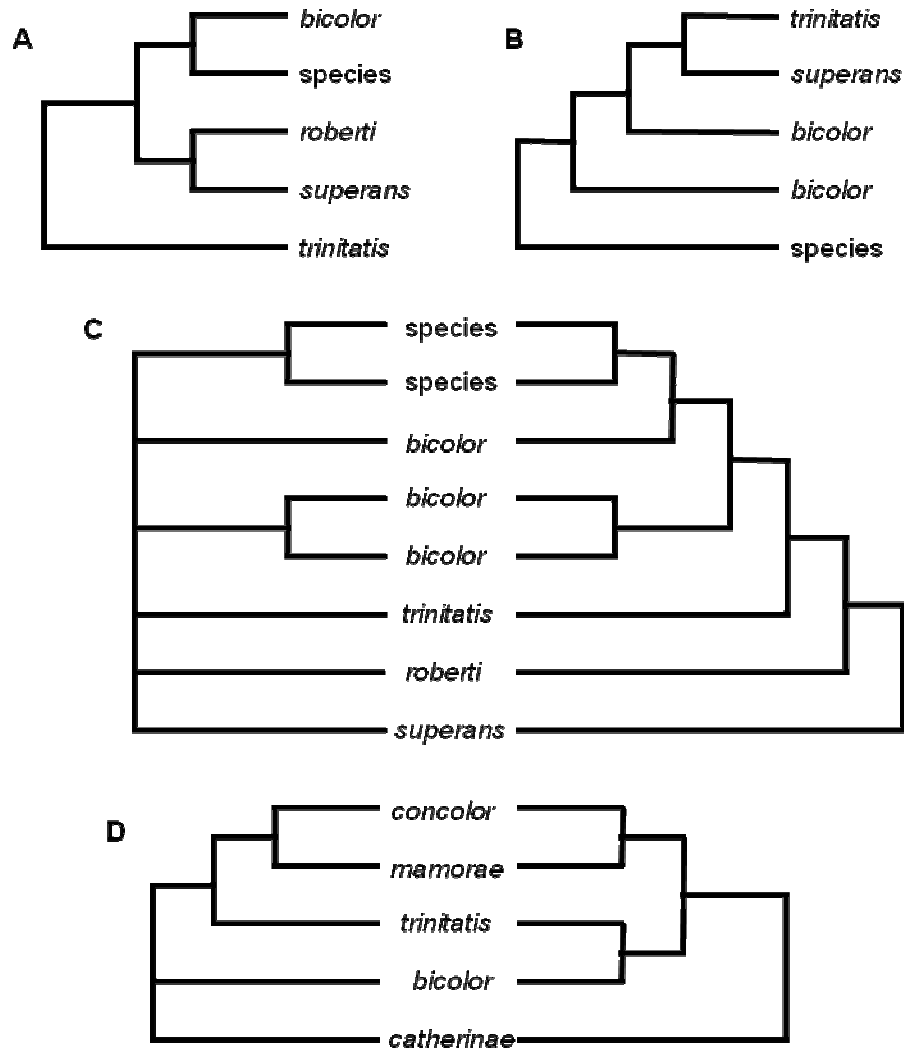 A
bicolor
species
roberti
superans
trinitatis
B
trinitatis
superans
bicolor
bicolor
species
C
species
species
bicolor
bicolor
bicolor
trinitatis
roberti
superans
D
concolor
mamorae
trinitatis
bicolor
catherinae